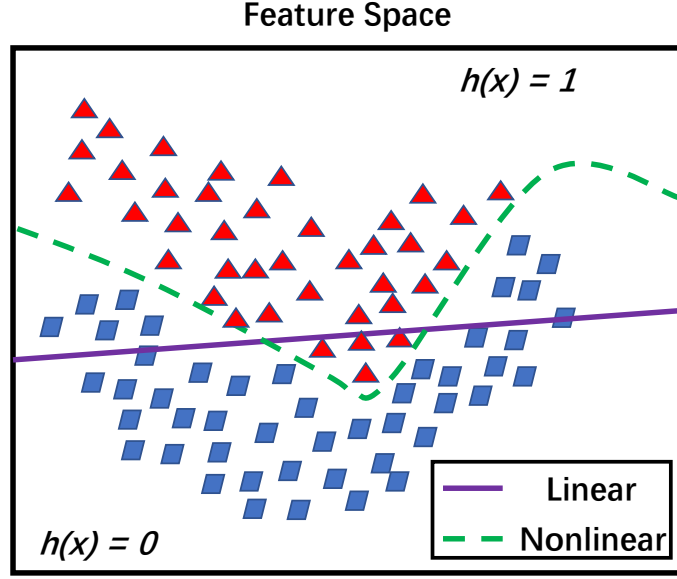 Feature Space
h(x) = 1
h(x) = 0
Linear
Nonlinear